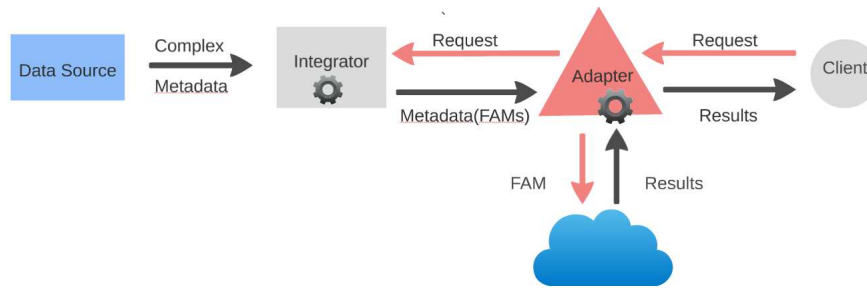 Data Source
Complex
Metadata
Integrator
Request
Metadata(FAMs)
Adapter
Request
Results
Client
FAM
Results